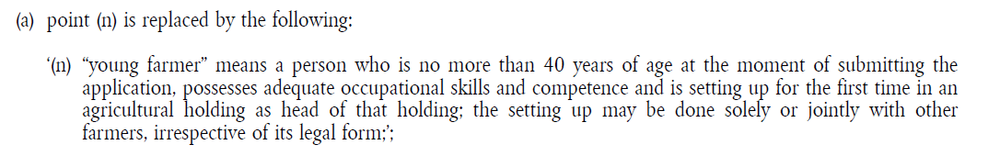 (a) point (n) is replaced by the following:
‘(n) “young farmer” means a person who is no more than 40 years of age at the moment of submitting the
application, possesses adequate occupational skills and competence and is setting up for the first time in an
agricultural holding as head of that holding; the setting up may be done solely or jointly with other
farmers, irrespective of its legal form;’;